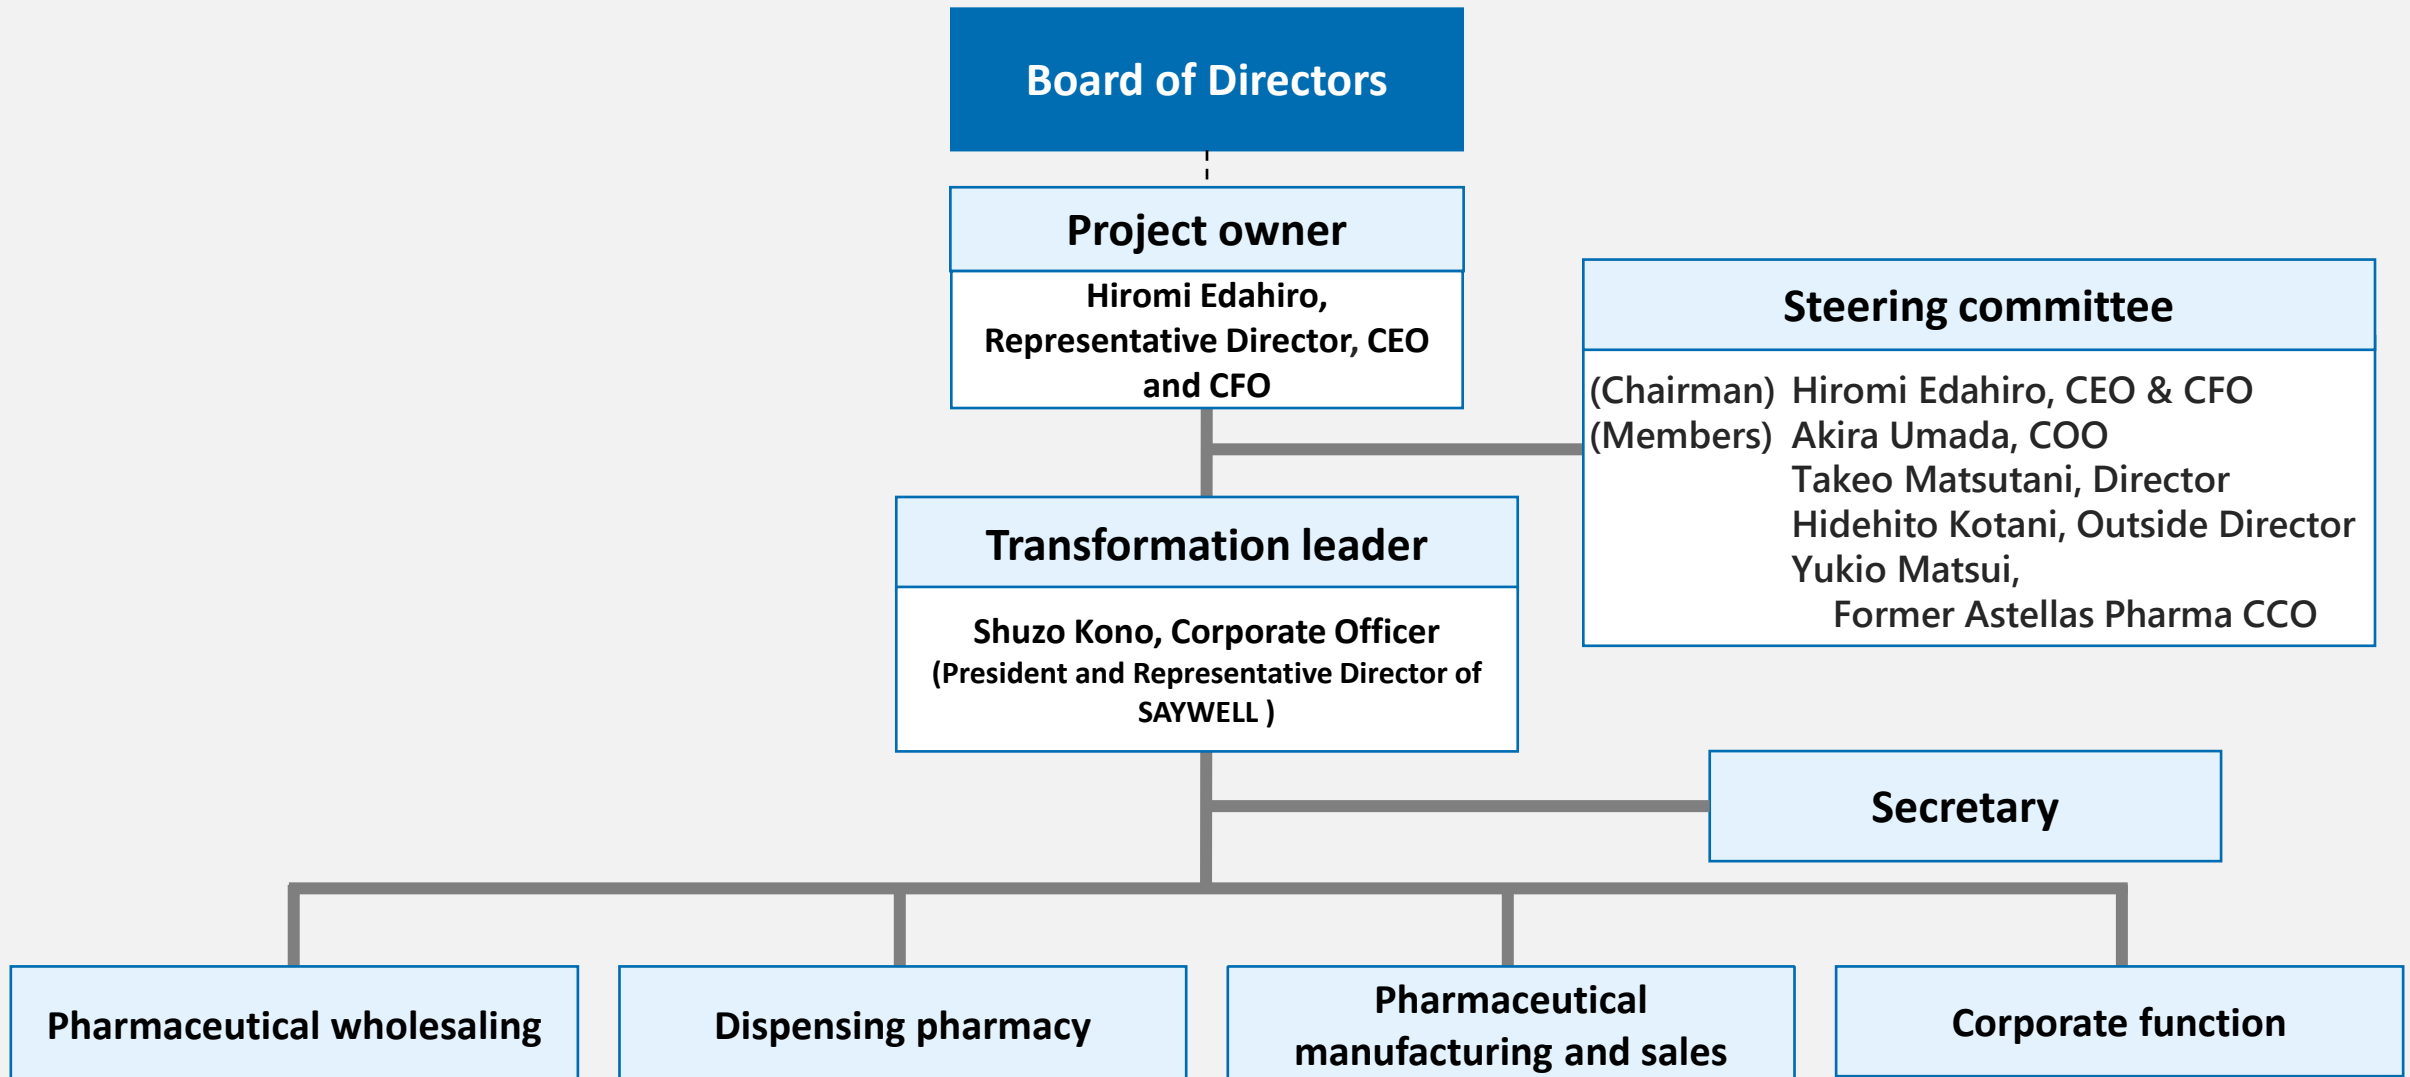 Board of Directors
Project owner
Hiromi Edahiro,
Representative Director, CEO
and CFO
Steering committee
(Chairman) Hiromi Edahiro, CEO & CFO
(Members) Akira Umada, COO
Takeo Matsutani, Director
Hidehito Kotani, Outside Director
Yukio Matsui,
Former Astellas Pharma CCO
Transformation leader
Shuzo Kono, Corporate Officer
(President and Representative Director of
SAYWELL )
Secretary
Pharmaceutical wholesaling
Dispensing pharmacy
Pharmaceutical
manufacturing and sales
Corporate function